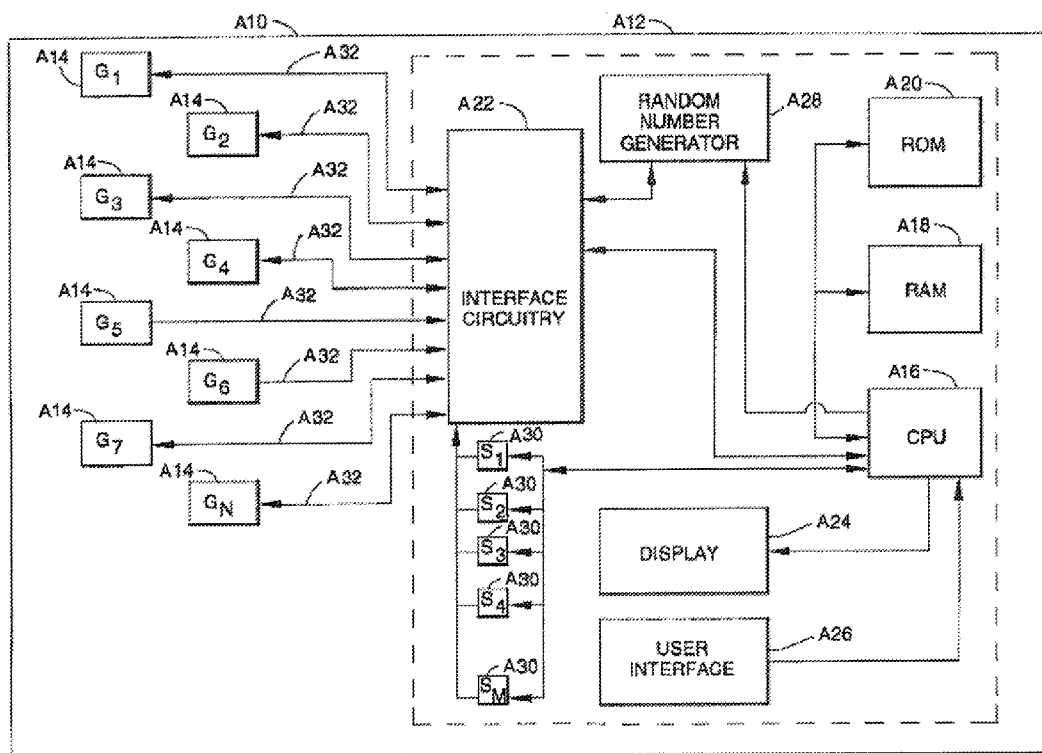 A10
A12
A14
G1
A32
A14
G2
A32
A14
G3
A32
A14
G4
A32
A14
G5
A32
A14
G6
A32
A14
G7
A32
A14
GN
A32
A22
INTERFACE
CIRCUITRY
RANDOM
NUMBER
GENERATOR
A28
A20
ROM
A18
RAM
A16
CPU
A30
S1
A30
S2
A30
S3
A30
S4
A30
SM
A24
DISPLAY
A26
USER
INTERFACE